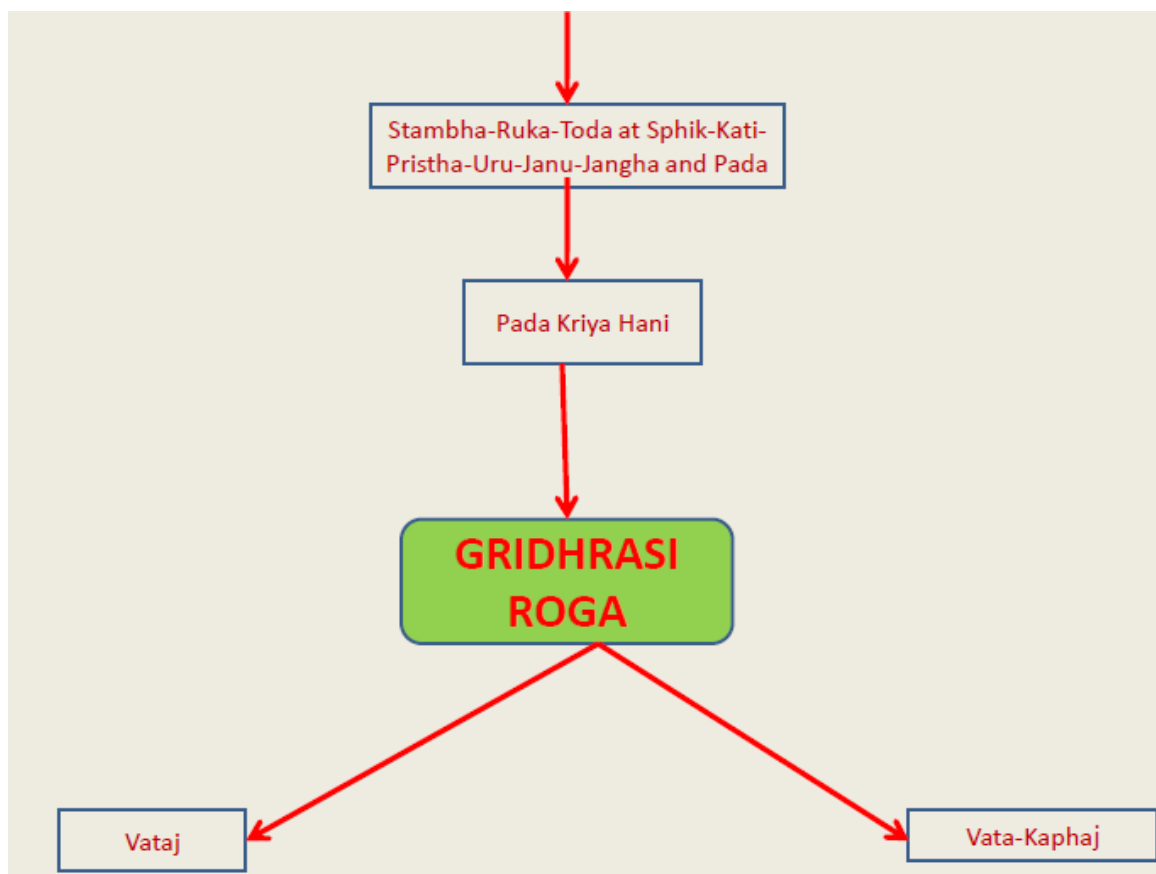 Stambha-Ruka-Toda at Sphik-Kati-
Pristha-Uru-Janu-Jangha and Pada
Pada Kriya Hani
GRIDHRASI
ROGA
Vataj
Vata-Kaphaj